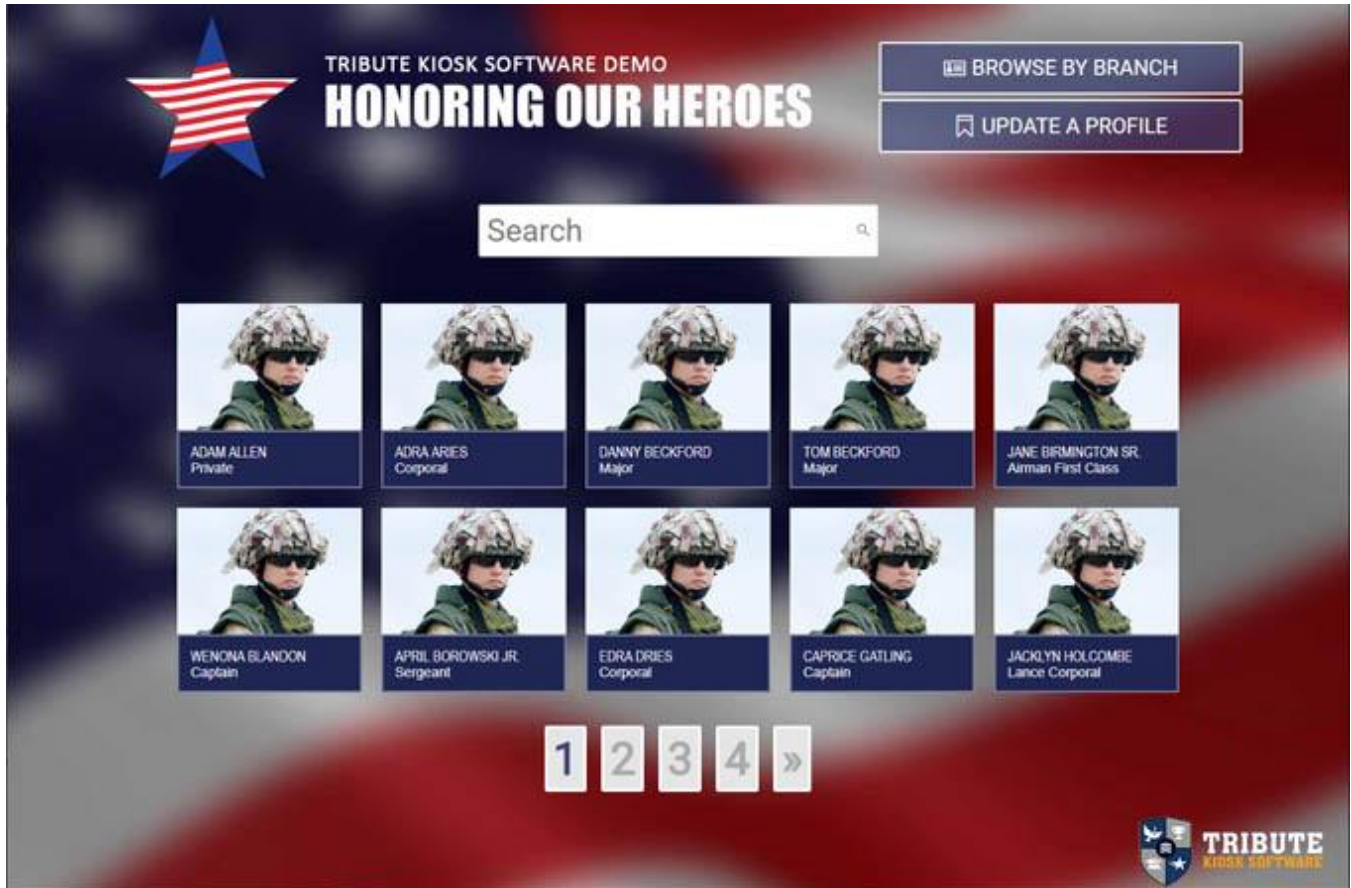 TRIBUTE KIOSK SOFTWARE DEMO
HONORING OUR HEROES
BROWSE BY BRANCH
UPDATE A PROFILE
Search
ADAM ALLEN
Private
ADRA ARIES
Corporal
DANNY BECKFORD
Major
TOM BECKFORD
Major
JANE BIRMINGTON SR.
Airman First Class
WENONA BLANDON
Captain
APRIL BOROWSKI JR.
Sergeant
EDRA DRIES
Corporal
CAPRICE GATLING
Captain
JACKLYN HOLCOMBE
Lance Corporal
1 2 3 4 »
TRIBUTE
KIOSK SOFTWARE